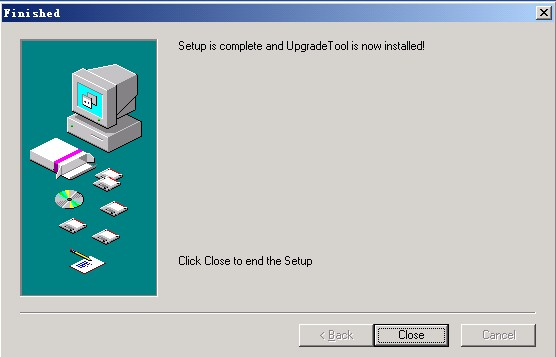 Finished
Setup is complete and UpgradeTool is now installed!
Click Close to end the Setup
< Back
Close
Cancel